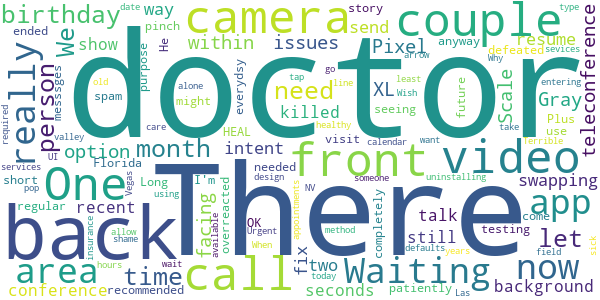 doctor
There
back
camera
couple
front
video
call
One
Waiting
really
now
app
area
need
We
birthday
month
let
time
option
show
within
issues
send
Pixel
XL
resume
way
pinch
story
person
recent
killed
intent
Scale
Gray
teleconference
swapping
background
talk
still
facing
fix
two
seconds
conference
recommended
short
regular
Florida
Long
needed
overreacted
OK
I'm
HEAL
might
spam
messsges
purpose
everydsy
seeing
visit
future
Plus
use
defeated
anyway
ended
He
date
type
Why
entering
sevices
least
arrow
Wish
tap
go
line
old
alone
care
required
valley
UI
services
pop
insurance
Vegas
using
allow
shame
hours
wait
available
design
Urgent
When
today
NV
appointments
someone
method
healthy
calendar
want
take
Terrible
uninstalling
completely
testing
come
patiently
defaults
years
Las
field
sick